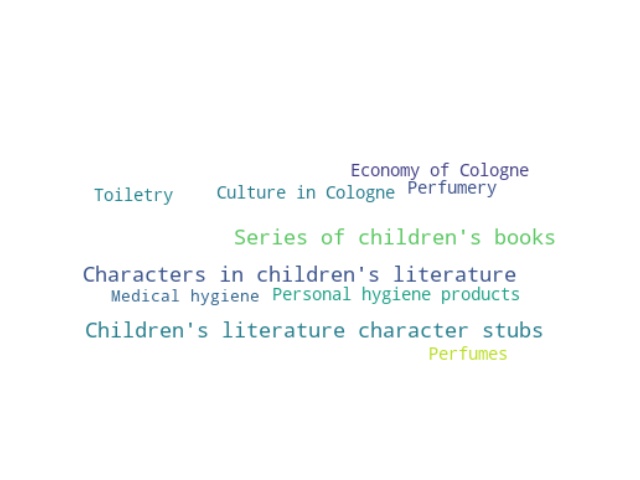 Economy of Cologne
Perfumery
Culture in Cologne
Toiletry
Series of children's books
Characters in children's literature
Medical hygiene
Personal hygiene products
Children's literature character stubs
Perfumes